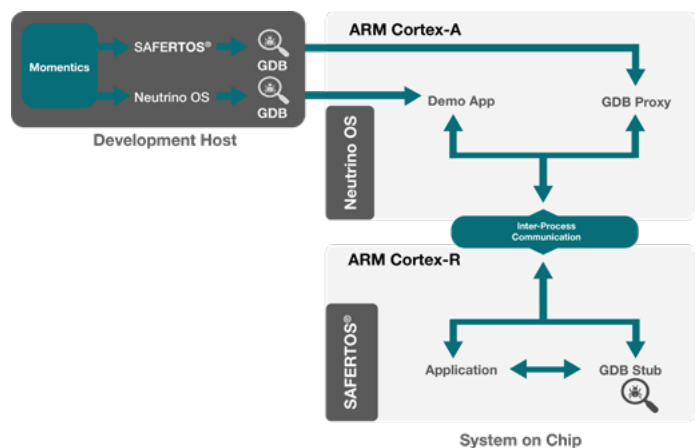 Momentics
SAFERTOS®
GDB
Neutrino OS
GDB
Development Host
ARM Cortex-A
Neutrino OS
Demo App
GDB Proxy
Inter-Process
Communication
ARM Cortex-R
SAFERTOS®
Application
GDB Stub
System on Chip